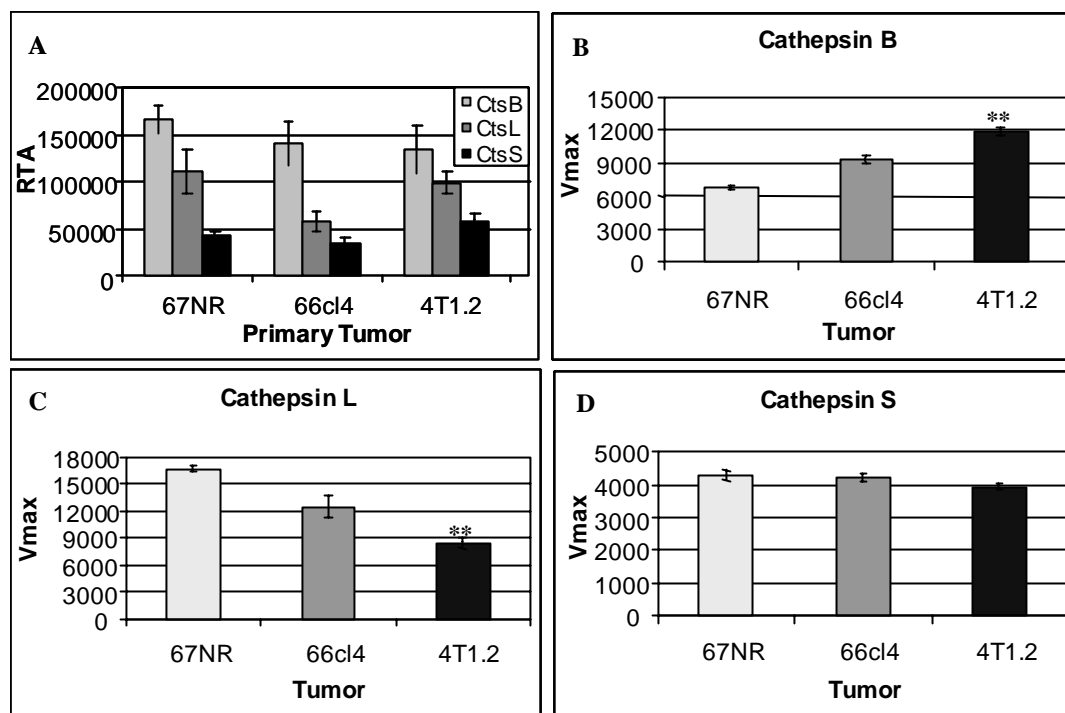 A
RTA
200000
150000
100000
50000
0
CtsB
CtsL
CtsS
67NR 66cl4 4T1.2
Primary Tumor
B
Cathepsin B
Vmax
15000
12000
9000
6000
3000
0
**
67NR 66cl4 4T1.2
Tumor
C
Cathepsin L
Vmax
18000
15000
12000
9000
6000
3000
0
**
67NR 66cl4 4T1.2
Tumor
D
Cathepsin S
Vmax
5000
4000
3000
2000
1000
0
67NR 66cl4 4T1.2
Tumor